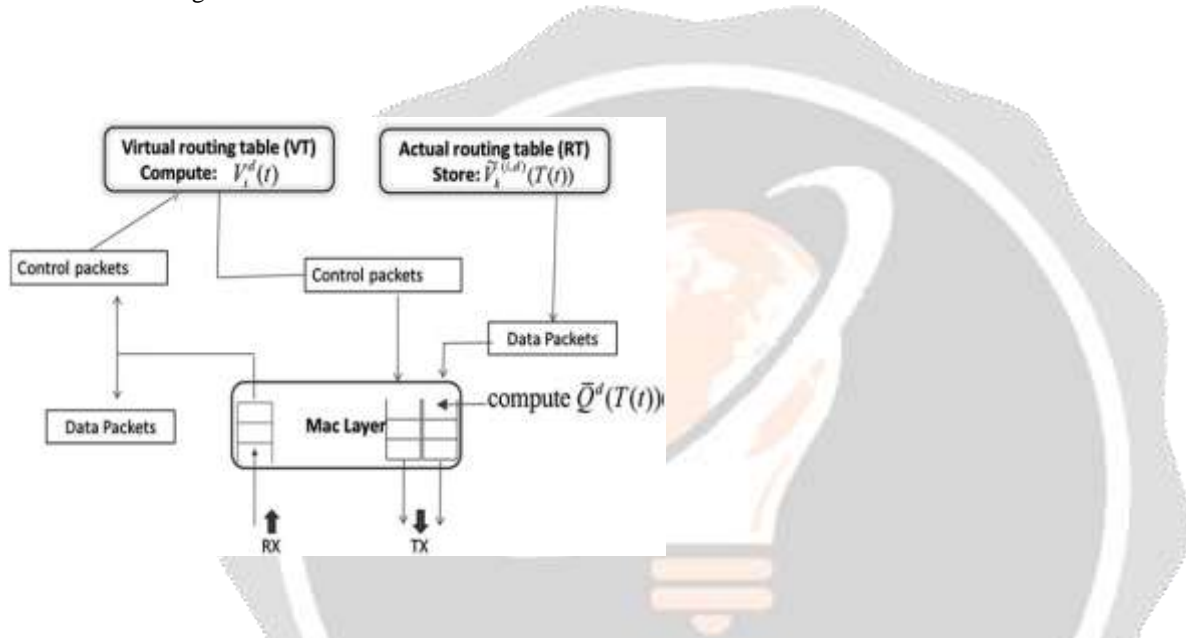 Virtual routing table (VT)
Compute: V_i^d(t)
Actual routing table (RT)
Store: Ṽ_k^(i,d)(T(t))
Control packets
Control packets
Data Packets
compute Q̄^d(T(t))
Data Packets
Mac Layer
RX
TX